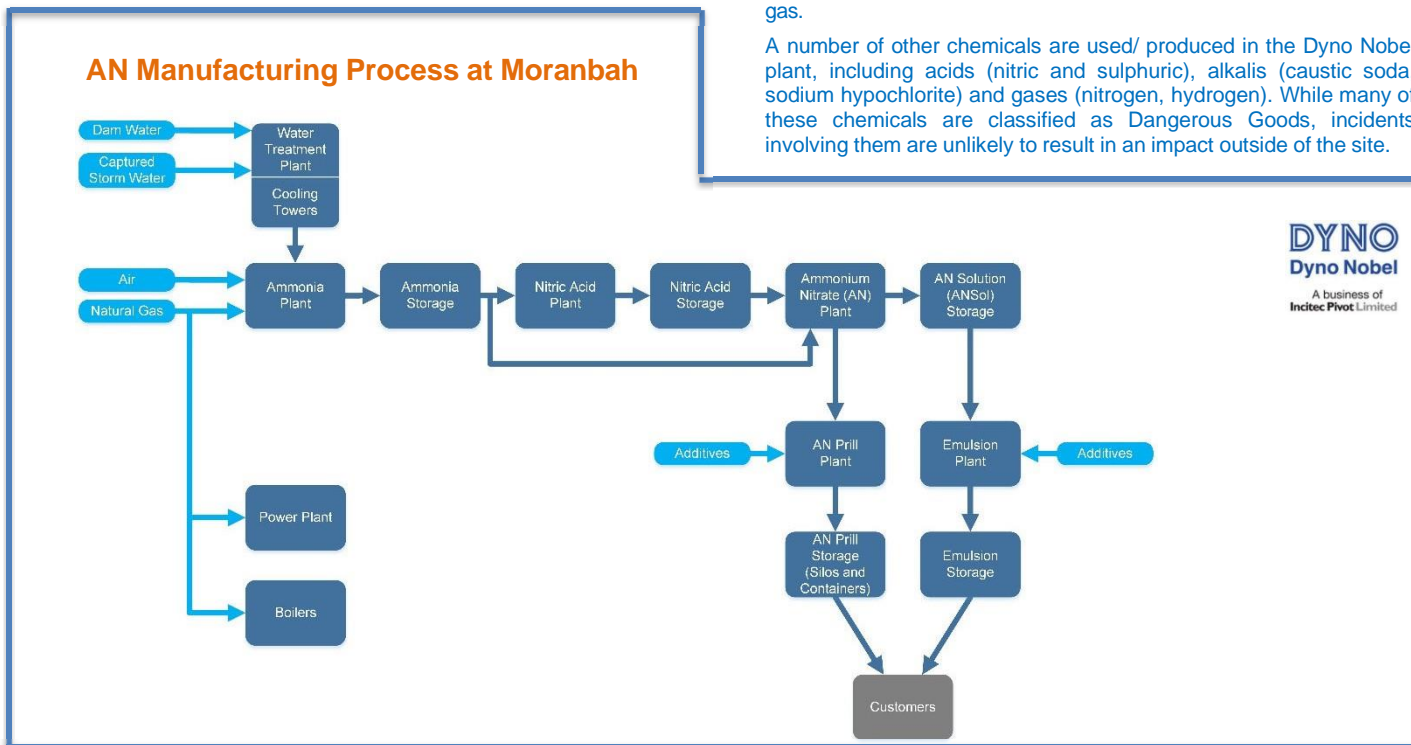 gas.
A number of other chemicals are used/ produced in the Dyno Nobel
plant, including acids (nitric and sulphuric), alkalis (caustic soda,
sodium hypochlorite) and gases (nitrogen, hydrogen). While many of
these chemicals are classified as Dangerous Goods, incidents
involving them are unlikely to result in an impact outside of the site.
AN Manufacturing Process at Moranbah
Dam Water
Captured
Storm Water
Water
Treatment
Plant
Cooling
Towers
DYNO
Dyno Nobel
A business of
Incitec Pivot Limited
Air
Natural Gas
Ammonia
Plant
Ammonia
Storage
Nitric Acid
Plant
Nitric Acid
Storage
Ammonium
Nitrate (AN)
Plant
AN Solution
(ANSol)
Storage
Additives
AN Prill
Plant
Emulsion
Plant
Additives
Power Plant
AN Prill
Storage
(Silos and
Containers)
Emulsion
Storage
Boilers
Customers